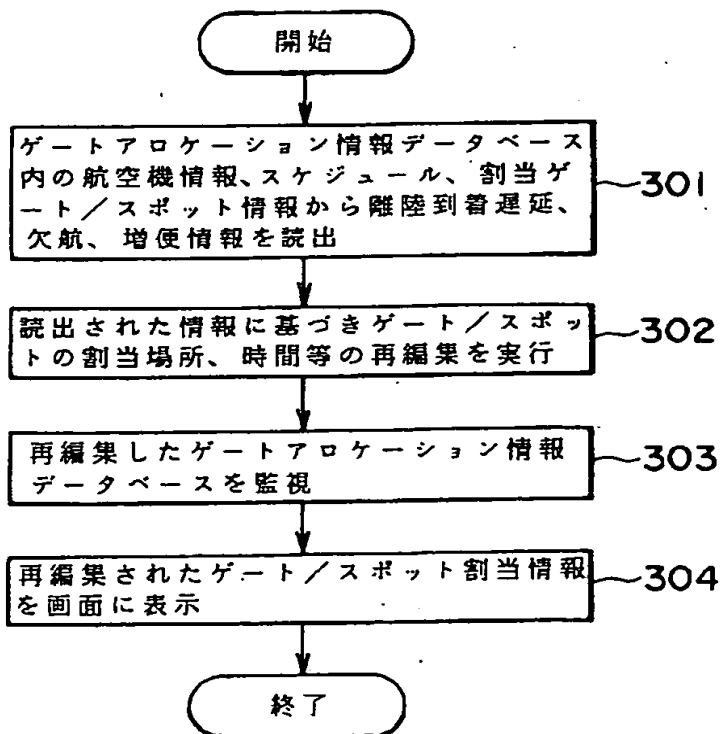 開始
ゲートアロケーション情報データベース
内の航空機情報、スケジュール、割当ゲ
ート／スポット情報から離陸到着遅延、
欠航、増便情報を読出
301
読出された情報に基づきゲート／スポッ
トの割当場所、時間等の再編集を実行
302
再編集したゲートアロケーション情報
データベースを監視
303
再編集されたゲート／スポット割当情報
を画面に表示
304
終了